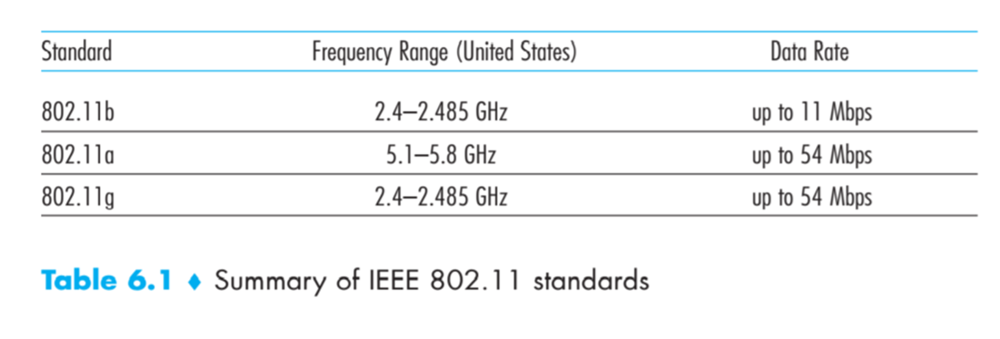 Standard Frequency Range (United States) Data Rate
802.11b 2.4–2.485 GHz up to 11 Mbps
802.11a 5.1–5.8 GHz up to 54 Mbps
802.11g 2.4–2.485 GHz up to 54 Mbps
Table 6.1 ♦ Summary of IEEE 802.11 standards